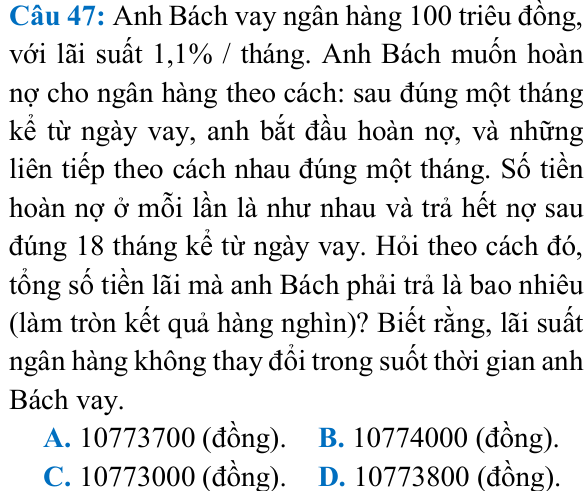 Câu 47: Anh Bách vay ngân hàng 100 triêu đồng,
với lãi suất 1,1% / tháng. Anh Bách muốn hoàn
nợ cho ngân hàng theo cách: sau đúng một tháng
kể từ ngày vay, anh bắt đầu hoàn nợ, và những
liên tiếp theo cách nhau đúng một tháng. Số tiền
hoàn nợ ở mỗi lần là như nhau và trả hết nợ sau
đúng 18 tháng kể từ ngày vay. Hỏi theo cách đó,
tổng số tiền lãi mà anh Bách phải trả là bao nhiêu
(làm tròn kết quả hàng nghìn)? Biết rằng, lãi suất
ngân hàng không thay đổi trong suốt thời gian anh
Bách vay.
A. 10773700 (đồng). B. 10774000 (đồng).
C. 10773000 (đồng). D. 10773800 (đồng).